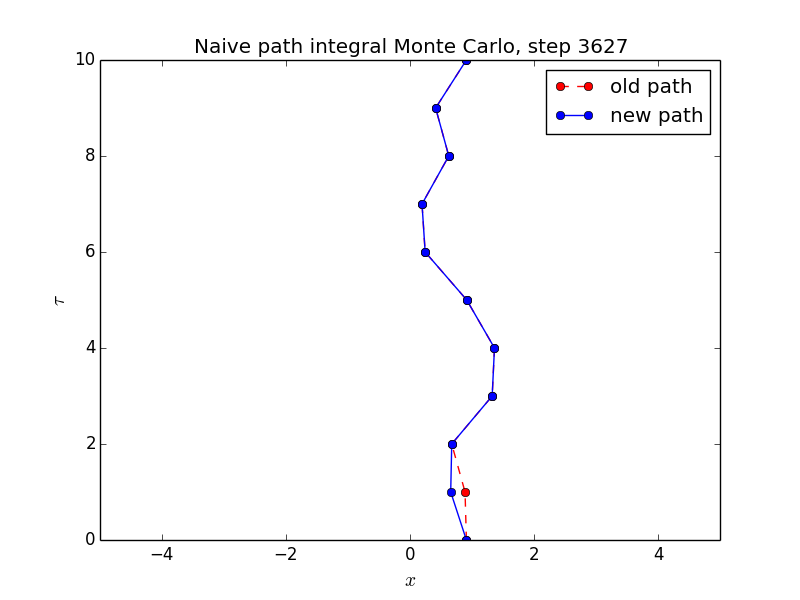 Naive path integral Monte Carlo, step 3627
old path
new path
10
8
6
4
2
0
τ
−4 −2 0 2 4
x